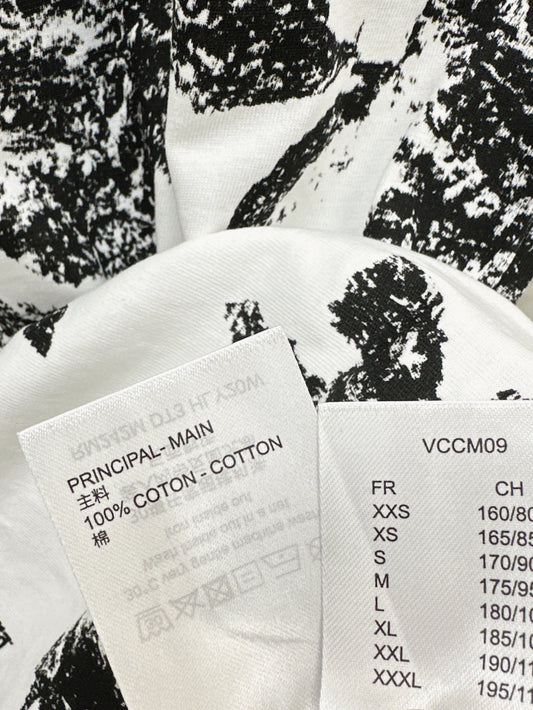 PRINCIPAL- MAIN
主料
100% COTON - COTTON
棉
VCCM09
FR CH
XXS 160/80
XS 165/85
S 170/90
M 175/95
L 180/10
XL 185/10
XXL 190/11
XXXL 195/11